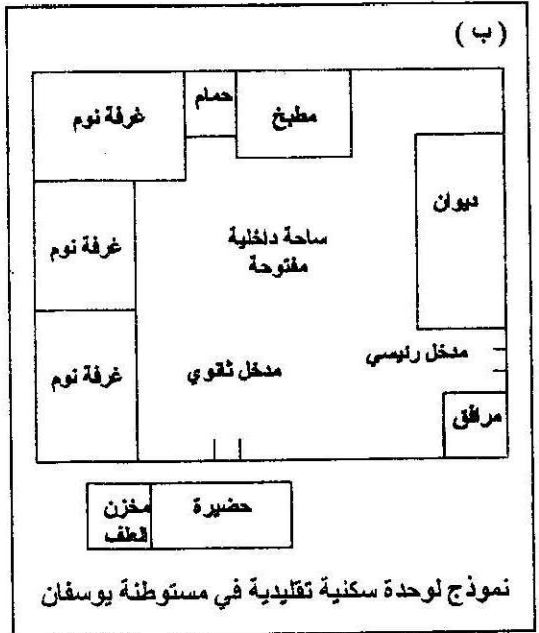 ( ب )
حمام
مطبخ
غرفة نوم
ديوان
ساحة داخلية
مفتوحة
غرفة نوم
مدخل رئيسي
مدخل ثانوي
غرفة نوم
مرافق
حضيرة
مخزن
العلف
نموذج لوحدة سكنية تقليدية في مستوطنة يوسفان